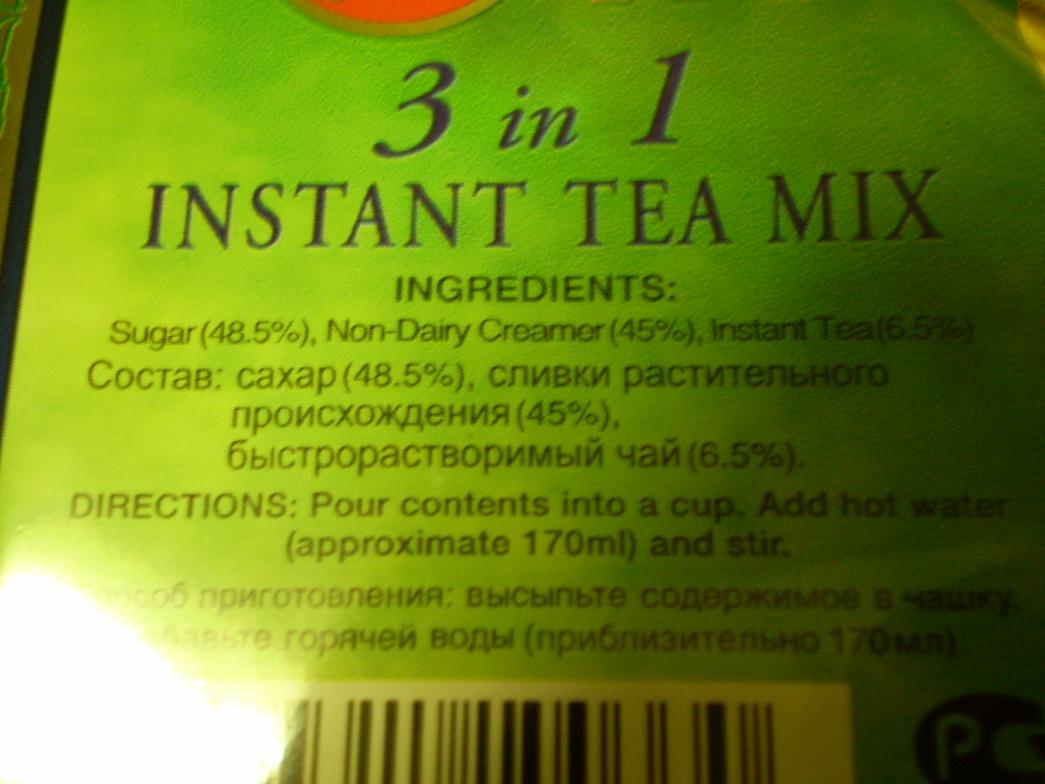 3 in 1
INSTANT TEA MIX
INGREDIENTS:
Sugar (48.5%), Non-Dairy Creamer (45%), Instant Tea (6.5%)
Состав: сахар (48.5%), сливки растительного
происхождения (45%),
быстрорастворимый чай (6.5%).
DIRECTIONS: Pour contents into a cup. Add hot water
(approximate 170ml) and stir.
приготовления: высыпьте содержимое в чашку,
горячей воды (приблизительно 170мл).